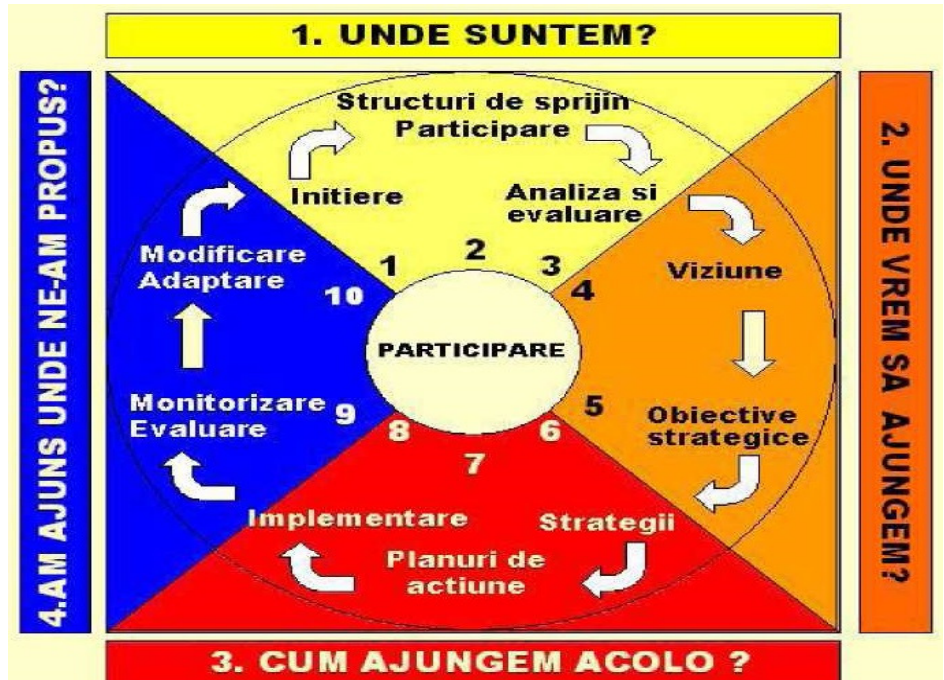 1. UNDE SUNTEM?
Structuri de sprijin
Participare
Initiere
Analiza si
evaluare
1
2
3
2. UNDE VREM SA AJUNGEM?
4
Viziune
5
Obiective
strategice
PARTICIPARE
6
Strategii
7
Planuri de
actiune
8
Implementare
3. CUM AJUNGEM ACOLO ?
9
Monitorizare
Evaluare
10
Modificare
Adaptare
4.AM AJUNS UNDE NE-AM PROPUS?